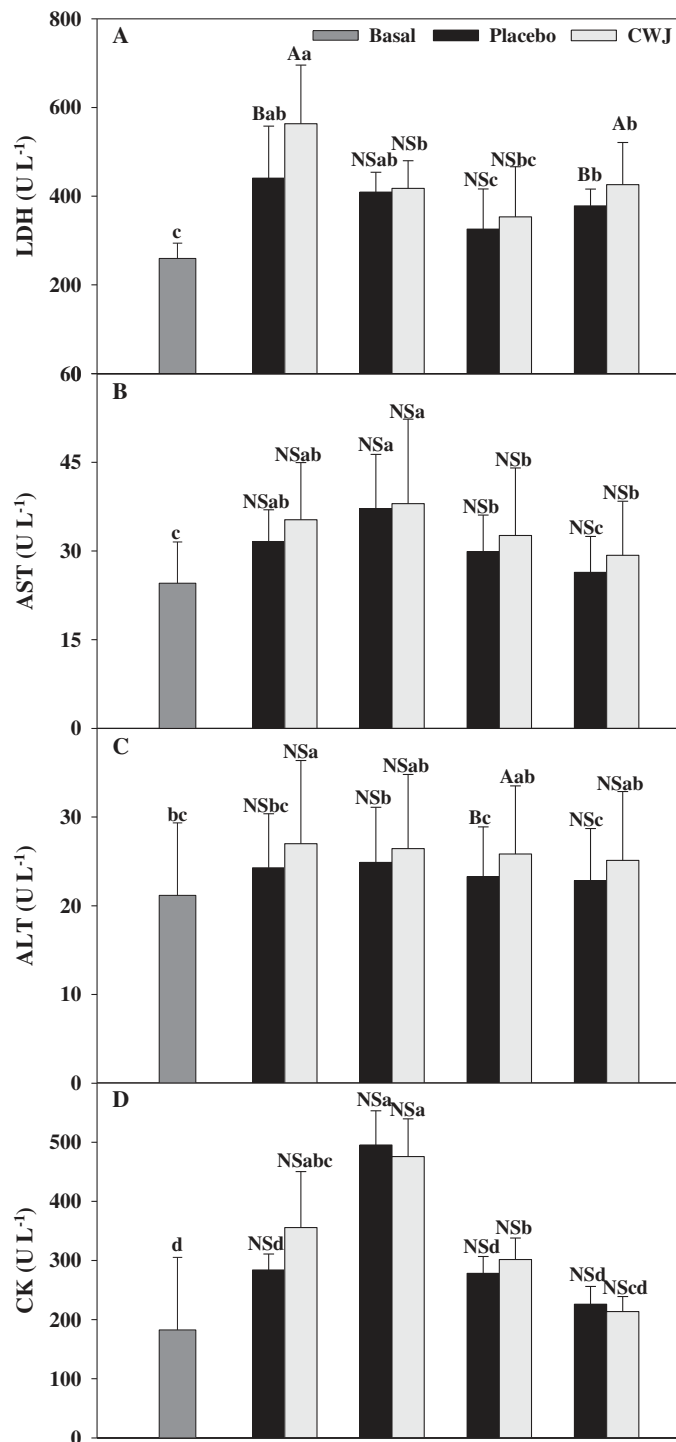 800
A
Basal
Placebo
CWJ
Aa
Bab
600
NSab
NSb
NSc
NSbc
Bb
Ab
400
c
200
LDH (U L-1)
60
B
NSa
NSa
NSab
NSab
NSb
NSb
NSc
NSb
45
c
30
15
0
AST (U L-1)
C
NSa
NSab
Aab
NSab
bc
NSbc
NSb
Bc
NSc
30
20
10
0
ALT (U L-1)
D
NSa
NSa
500
NSabc
400
d
NSd
NSd
NSb
NSd
NScd
300
200
100
0
CK (U L-1)